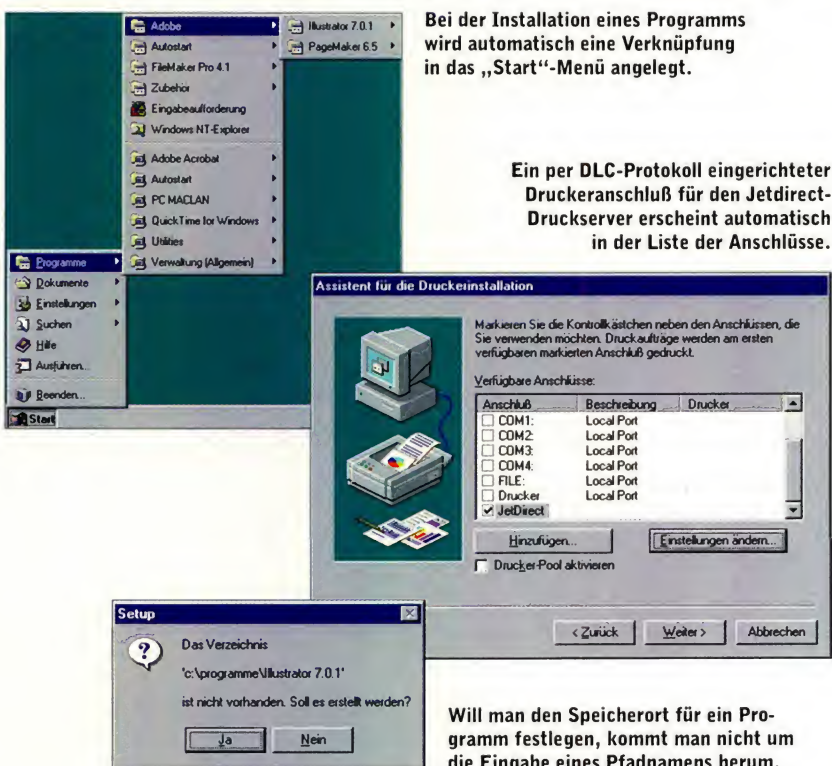 Bei der Installation eines Programms
wird automatisch eine Verknüpfung
in das „Start“-Menü angelegt.
Adobe
Autostart
FileMaker Pro 4.1
Zubehör
Eingabeaufforderung
Windows NT-Explorer
Adobe Acrobat
Autostart
PC MACLAN
QuickTime for Windows
Utilities
Verwaltung (Allgemein)
Illustrator 7.0.1
PageMaker 6.5
Programme
Dokumente
Einstellungen
Suchen
Hilfe
Ausführen...
Beenden...
Start
Ein per DLC-Protokoll eingerichteter
Druckeranschluß für den Jetdirect-
Druckserver erscheint automatisch
in der Liste der Anschlüsse.
Assistent für die Druckerinstallation
Markieren Sie die Kontrollkästchen neben den Anschlüssen, die
Sie verwenden möchten. Druckaufträge werden am ersten
verfügbaren markierten Anschluß gedruckt.
Verfügbare Anschlüsse:
Anschluß Beschreibung Drucker
COM1: Local Port
COM2: Local Port
COM3: Local Port
COM4: Local Port
FILE: Local Port
Drucker Local Port
JetDirect
Hinzufügen... Einstellungen ändern...
Drucker-Pool aktivieren
< Zurück Weiter > Abbrechen
Setup
Das Verzeichnis
'c:\programme\Illustrator 7.0.1'
ist nicht vorhanden. Soll es erstellt werden?
Ja Nein
Will man den Speicherort für ein Pro-
gramm festlegen, kommt man nicht um
die Eingabe eines Pfadnamens herum.